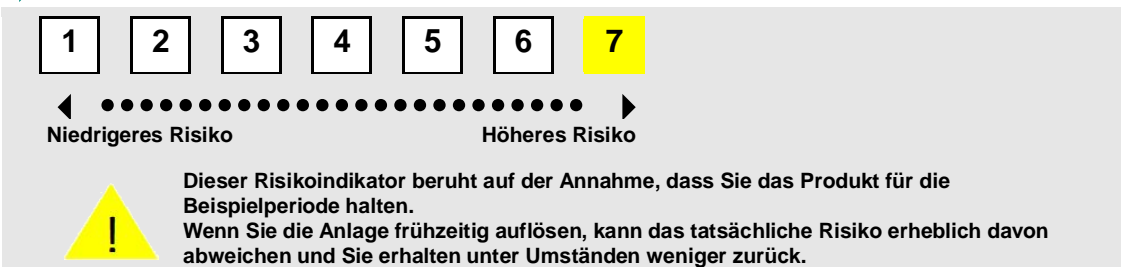 1 2 3 4 5 6 7
Niedrigeres Risiko Höheres Risiko
Dieser Risikoindikator beruht auf der Annahme, dass Sie das Produkt für die
Beispielperiode halten.
! Wenn Sie die Anlage frühzeitig auflösen, kann das tatsächliche Risiko erheblich davon
abweichen und Sie erhalten unter Umständen weniger zurück.